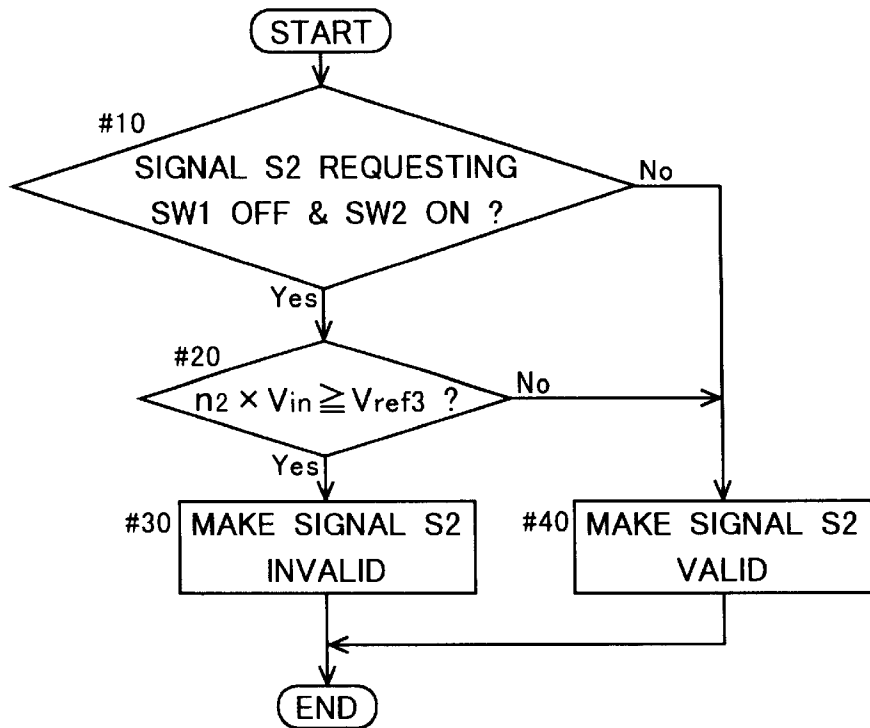 START
#10
SIGNAL S2 REQUESTING
SW1 OFF & SW2 ON ?
No
Yes
#20
n2 × Vin ≧ Vref3 ?
No
Yes
#30
MAKE SIGNAL S2
INVALID
#40
MAKE SIGNAL S2
VALID
END